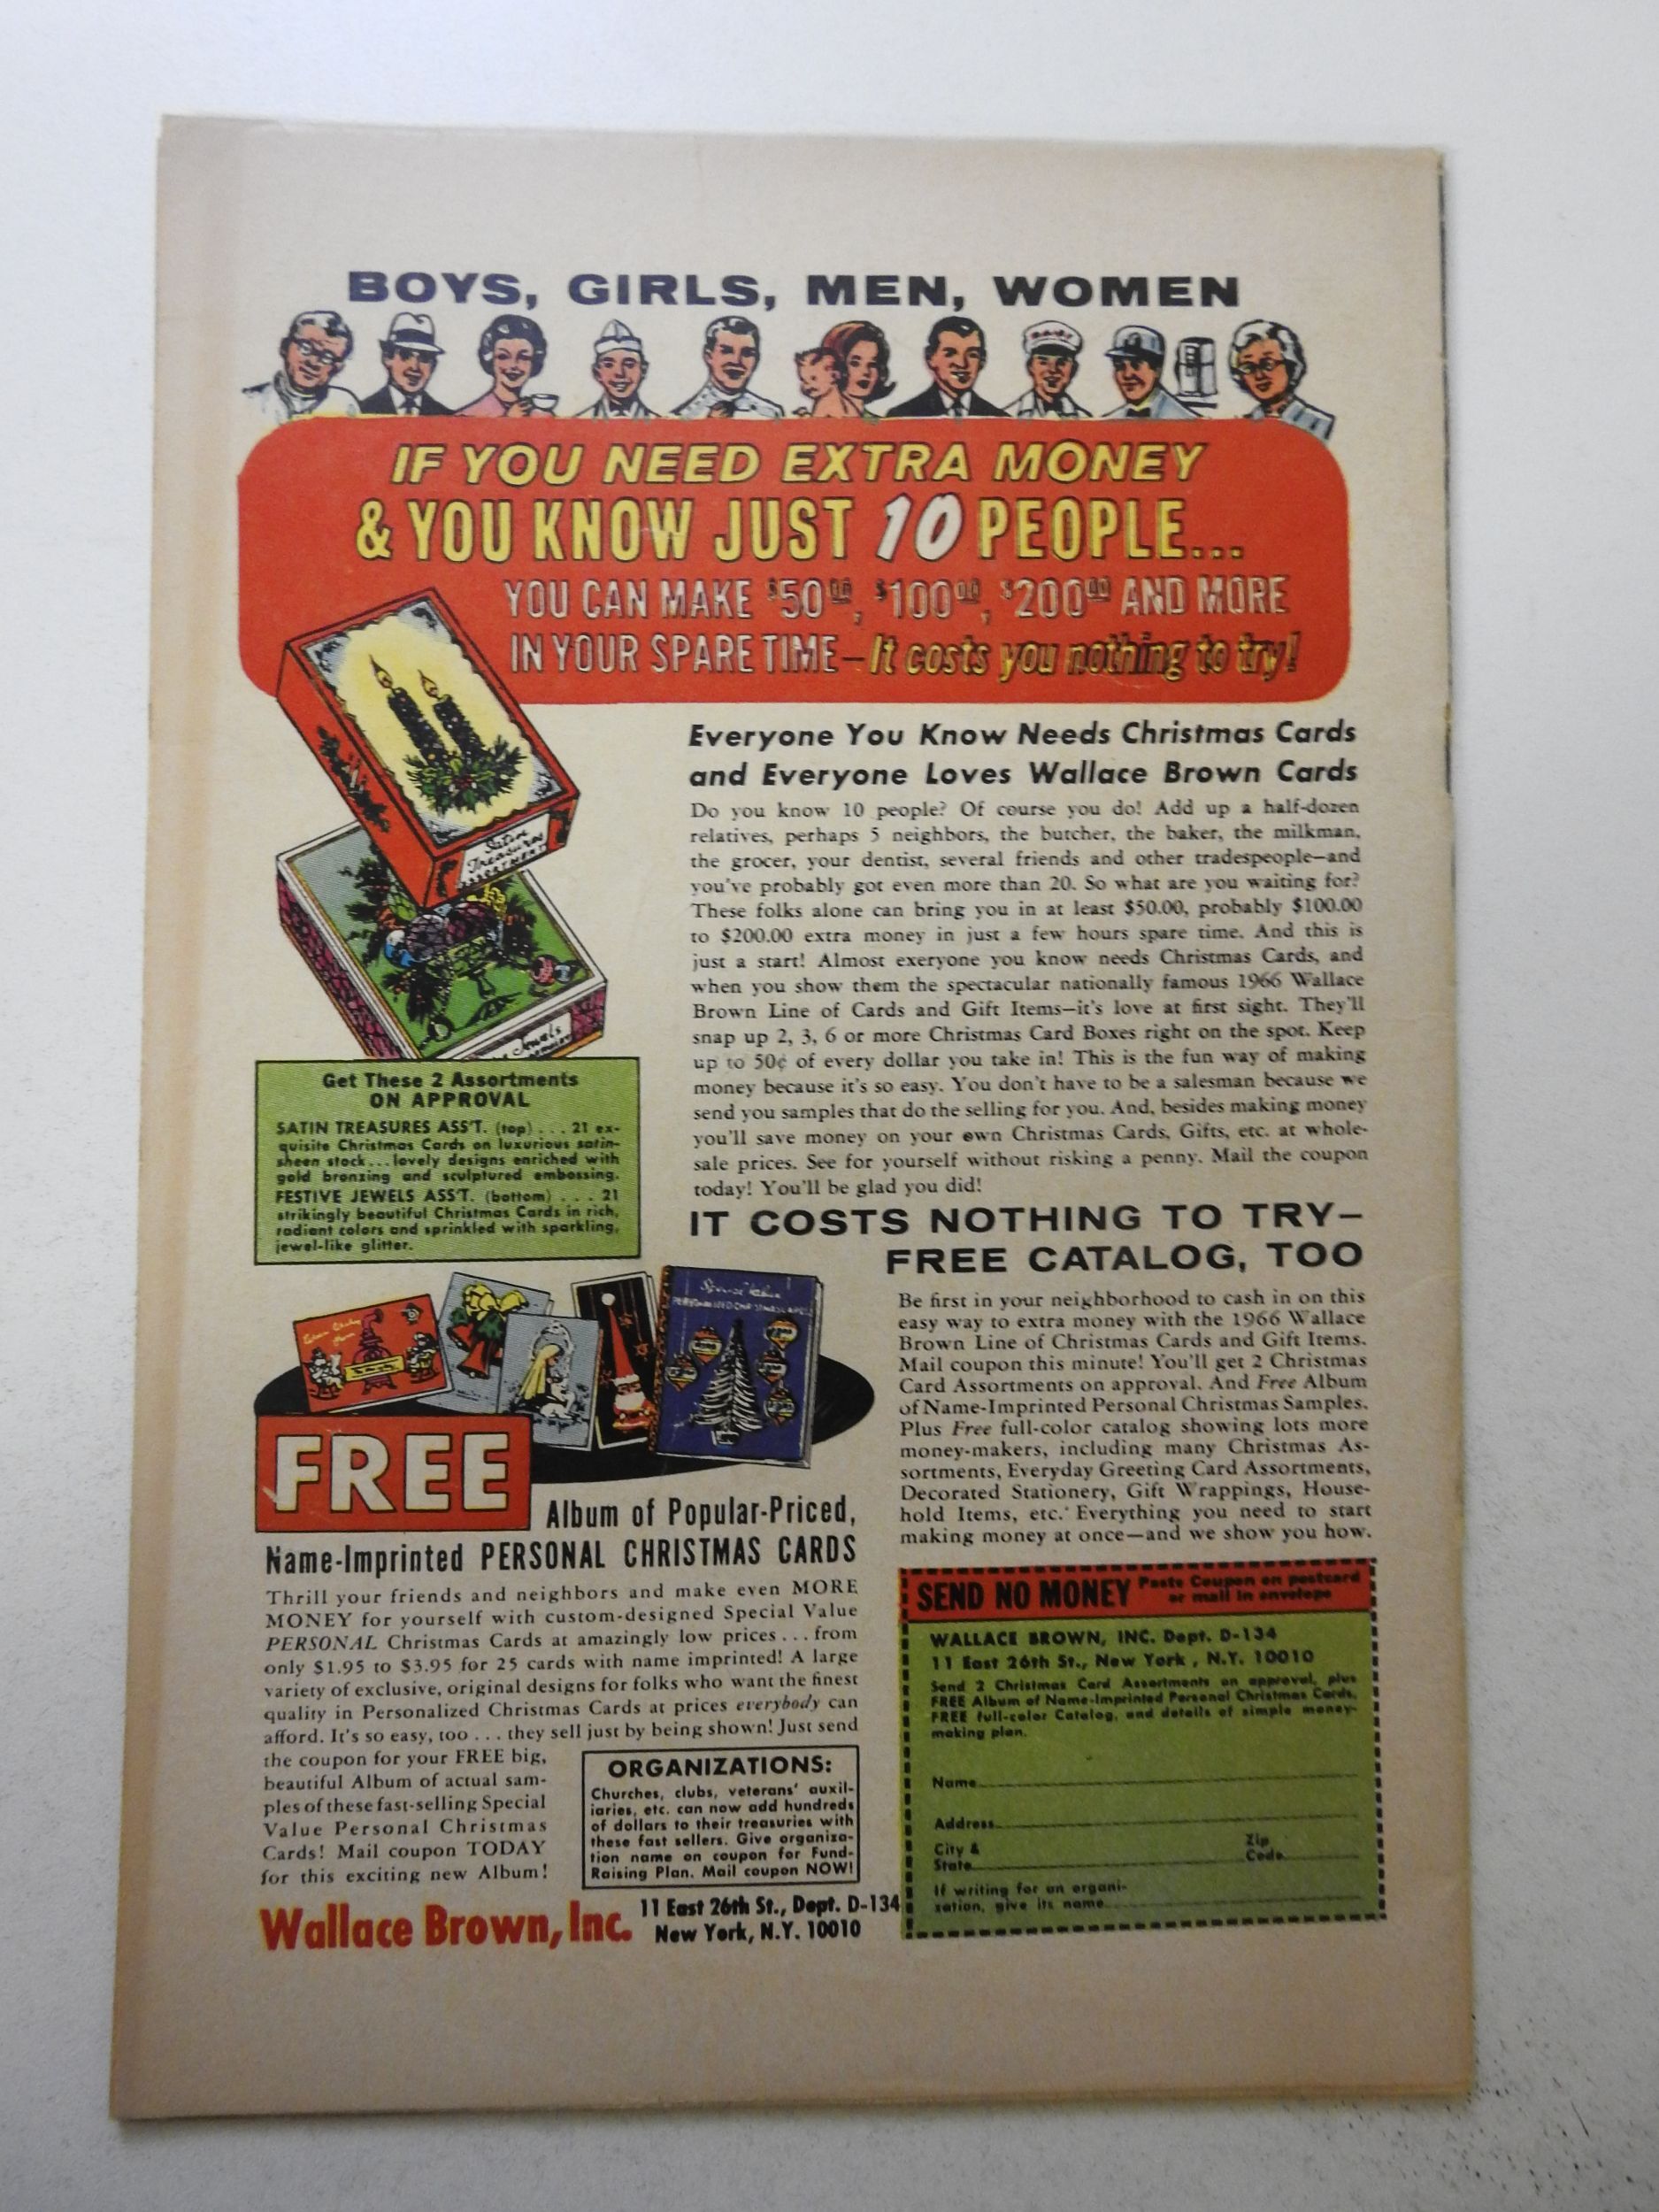 BOYS, GIRLS, MEN, WOMEN
DAIRY
IF YOU NEED EXTRA MONEY
& YOU KNOW JUST 10 PEOPLE...
YOU CAN MAKE $50.00, $100.00, $200.00 AND MORE
IN YOUR SPARE TIME—It costs you nothing to try!
Satin
Treasures
ASSORTMENT
Jewels
Everyone You Know Needs Christmas Cards
and Everyone Loves Wallace Brown Cards
Do you know 10 people? Of course you do! Add up a half-dozen
relatives, perhaps 5 neighbors, the butcher, the baker, the milkman,
the grocer, your dentist, several friends and other tradespeople—and
you've probably got even more than 20. So what are you waiting for?
These folks alone can bring you in at least $50.00, probably $100.00
to $200.00 extra money in just a few hours spare time. And this is
just a start! Almost exeryone you know needs Christmas Cards, and
when you show them the spectacular nationally famous 1966 Wallace
Brown Line of Cards and Gift Items—it's love at first sight. They'll
snap up 2, 3, 6 or more Christmas Card Boxes right on the spot. Keep
up to 50¢ of every dollar you take in! This is the fun way of making
money because it's so easy. You don't have to be a salesman because we
send you samples that do the selling for you. And, besides making money
you'll save money on your own Christmas Cards, Gifts, etc. at whole-
sale prices. See for yourself without risking a penny. Mail the coupon
today! You'll be glad you did!
Get These 2 Assortments
ON APPROVAL
SATIN TREASURES ASS'T. (top) . . . 21 ex-
quisite Christmas Cards on luxurious satin-
sheen stock...lovely designs enriched with
gold bronzing and sculptured embossing.
FESTIVE JEWELS ASS'T. (bottom) . . . 21
strikingly beautiful Christmas Cards in rich,
radiant colors and sprinkled with sparkling,
jewel-like glitter.
IT COSTS NOTHING TO TRY—
FREE CATALOG, TOO
Be first in your neighborhood to cash in on this
easy way to extra money with the 1966 Wallace
Brown Line of Christmas Cards and Gift Items.
Mail coupon this minute! You'll get 2 Christmas
Card Assortments on approval. And Free Album
of Name-Imprinted Personal Christmas Samples.
Plus Free full-color catalog showing lots more
money-makers, including many Christmas As-
sortments, Everyday Greeting Card Assortments,
Decorated Stationery, Gift Wrappings, House-
hold Items, etc. Everything you need to start
making money at once—and we show you how.
Special Value
PERSONALIZED CHRISTMAS CARDS
FREE
Album of Popular-Priced,
Name-Imprinted PERSONAL CHRISTMAS CARDS
Thrill your friends and neighbors and make even MORE
MONEY for yourself with custom-designed Special Value
PERSONAL Christmas Cards at amazingly low prices . . . from
only $1.95 to $3.95 for 25 cards with name imprinted! A large
variety of exclusive, original designs for folks who want the finest
quality in Personalized Christmas Cards at prices everybody can
afford. It's so easy, too . . . they sell just by being shown! Just send
the coupon for your FREE big,
beautiful Album of actual sam-
ples of these fast-selling Special
Value Personal Christmas
Cards! Mail coupon TODAY
for this exciting new Album!
ORGANIZATIONS:
Churches, clubs, veterans' auxil-
iaries, etc. can now add hundreds
of dollars to their treasuries with
these fast sellers. Give organiza-
tion name on coupon for Fund-
Raising Plan. Mail coupon NOW!
Wallace Brown, Inc.
11 East 26th St., Dept. D-134
New York, N.Y. 10010
SEND NO MONEY
Paste Coupon on postcard
or mail in envelope
WALLACE BROWN, INC. Dept. D-134
11 East 26th St., New York, N.Y. 10010
Send 2 Christmas Card Assortments on approval, plus
FREE Album of Name-Imprinted Personal Christmas Cards,
FREE full-color Catalog, and details of simple money-
making plan.
Name
Address
City &
State
Zip
Code
If writing for an organi-
zation, give its name